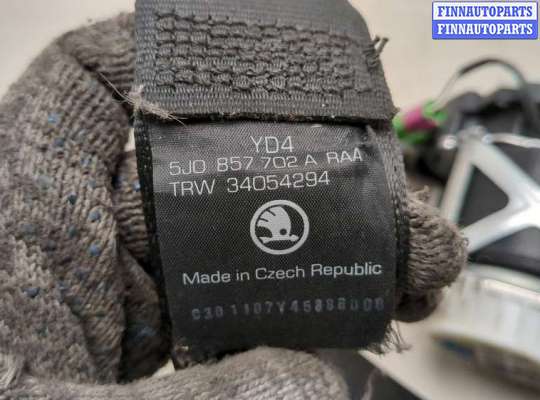 FINNAUTOPARTS
FINNAUTOPARTS
YD4
5J0 857 702 A RAA
TRW 34054294
Made in Czech Republic